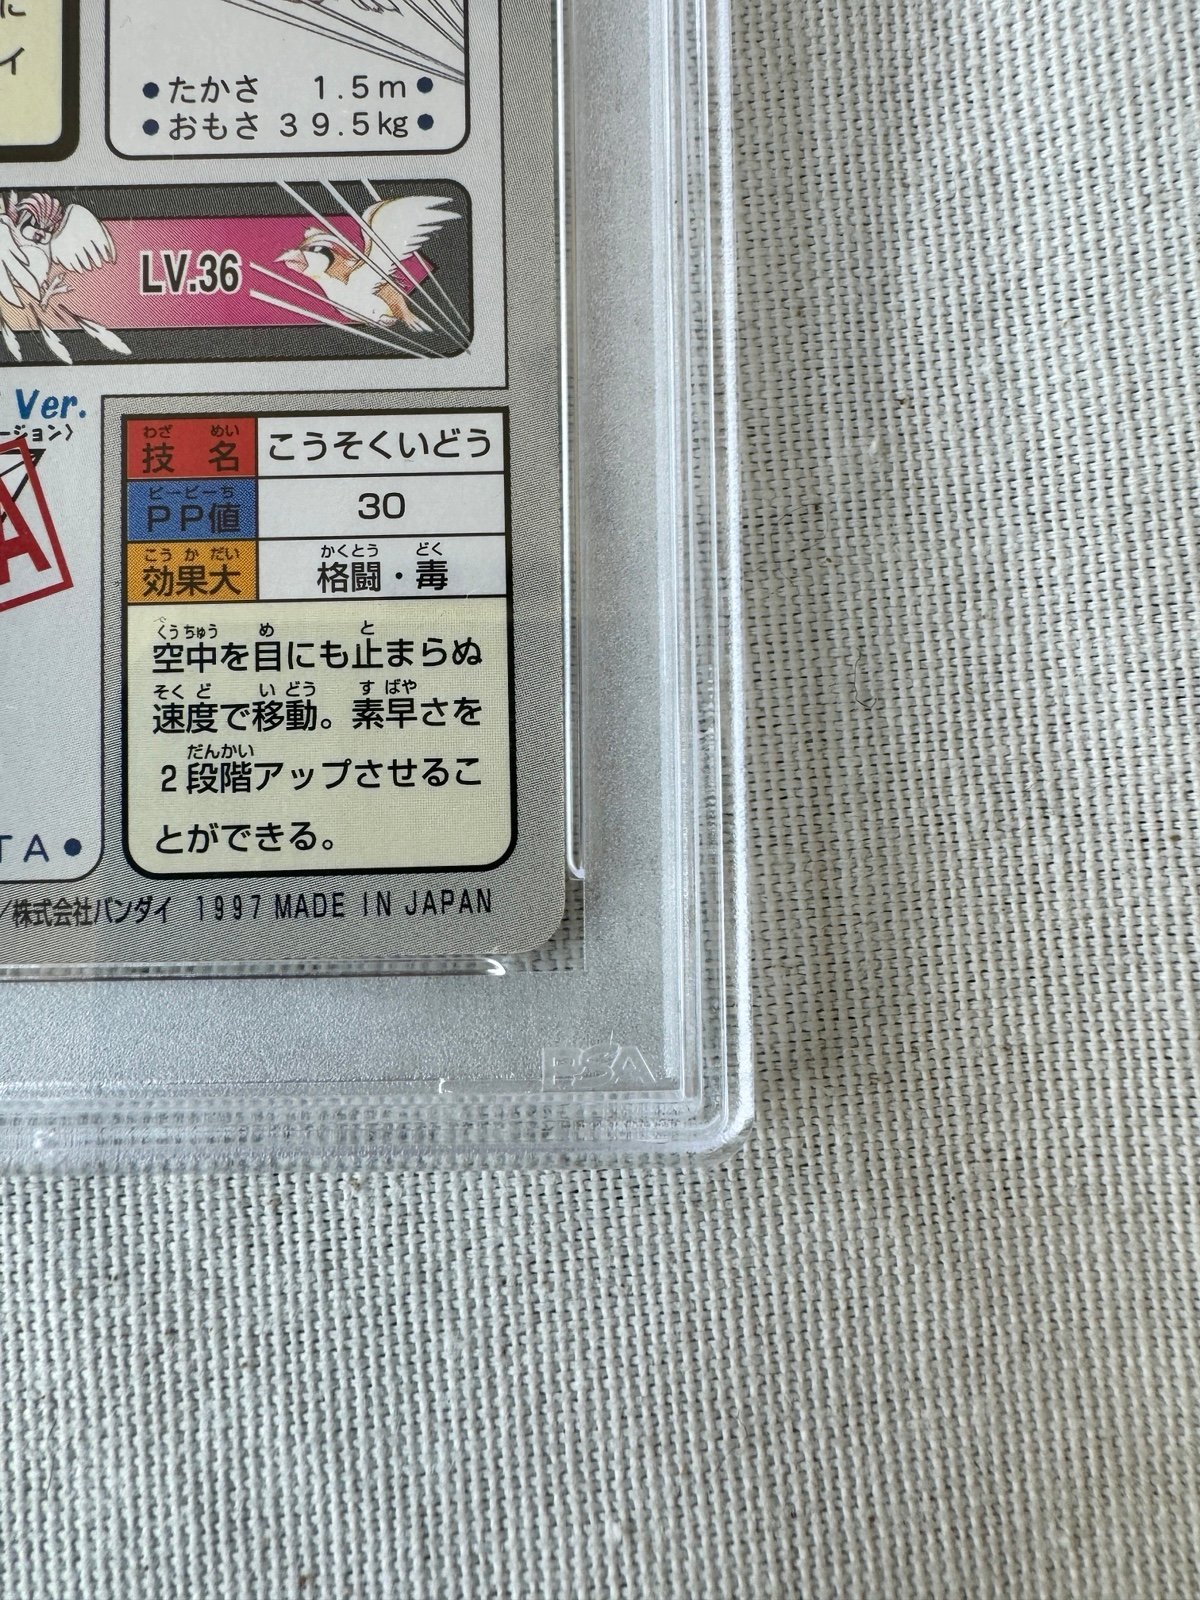 に
イ
●たかさ 1.5m●
●おもさ 39.5kg●
LV.36
Ver.
ージョン〉
A
わざ めい
技名 こうそくいどう
ピーピーち
PP値 30
こうかだい かくとう どく
効果大 格闘・毒
くうちゅう め と
空中を目にも止まらぬ
そくど いどう すばや
速度で移動。素早さを
だんかい
2段階アップさせるこ
とができる。
TA●
/株式会社バンダイ 1997 MADE IN JAPAN
PSA